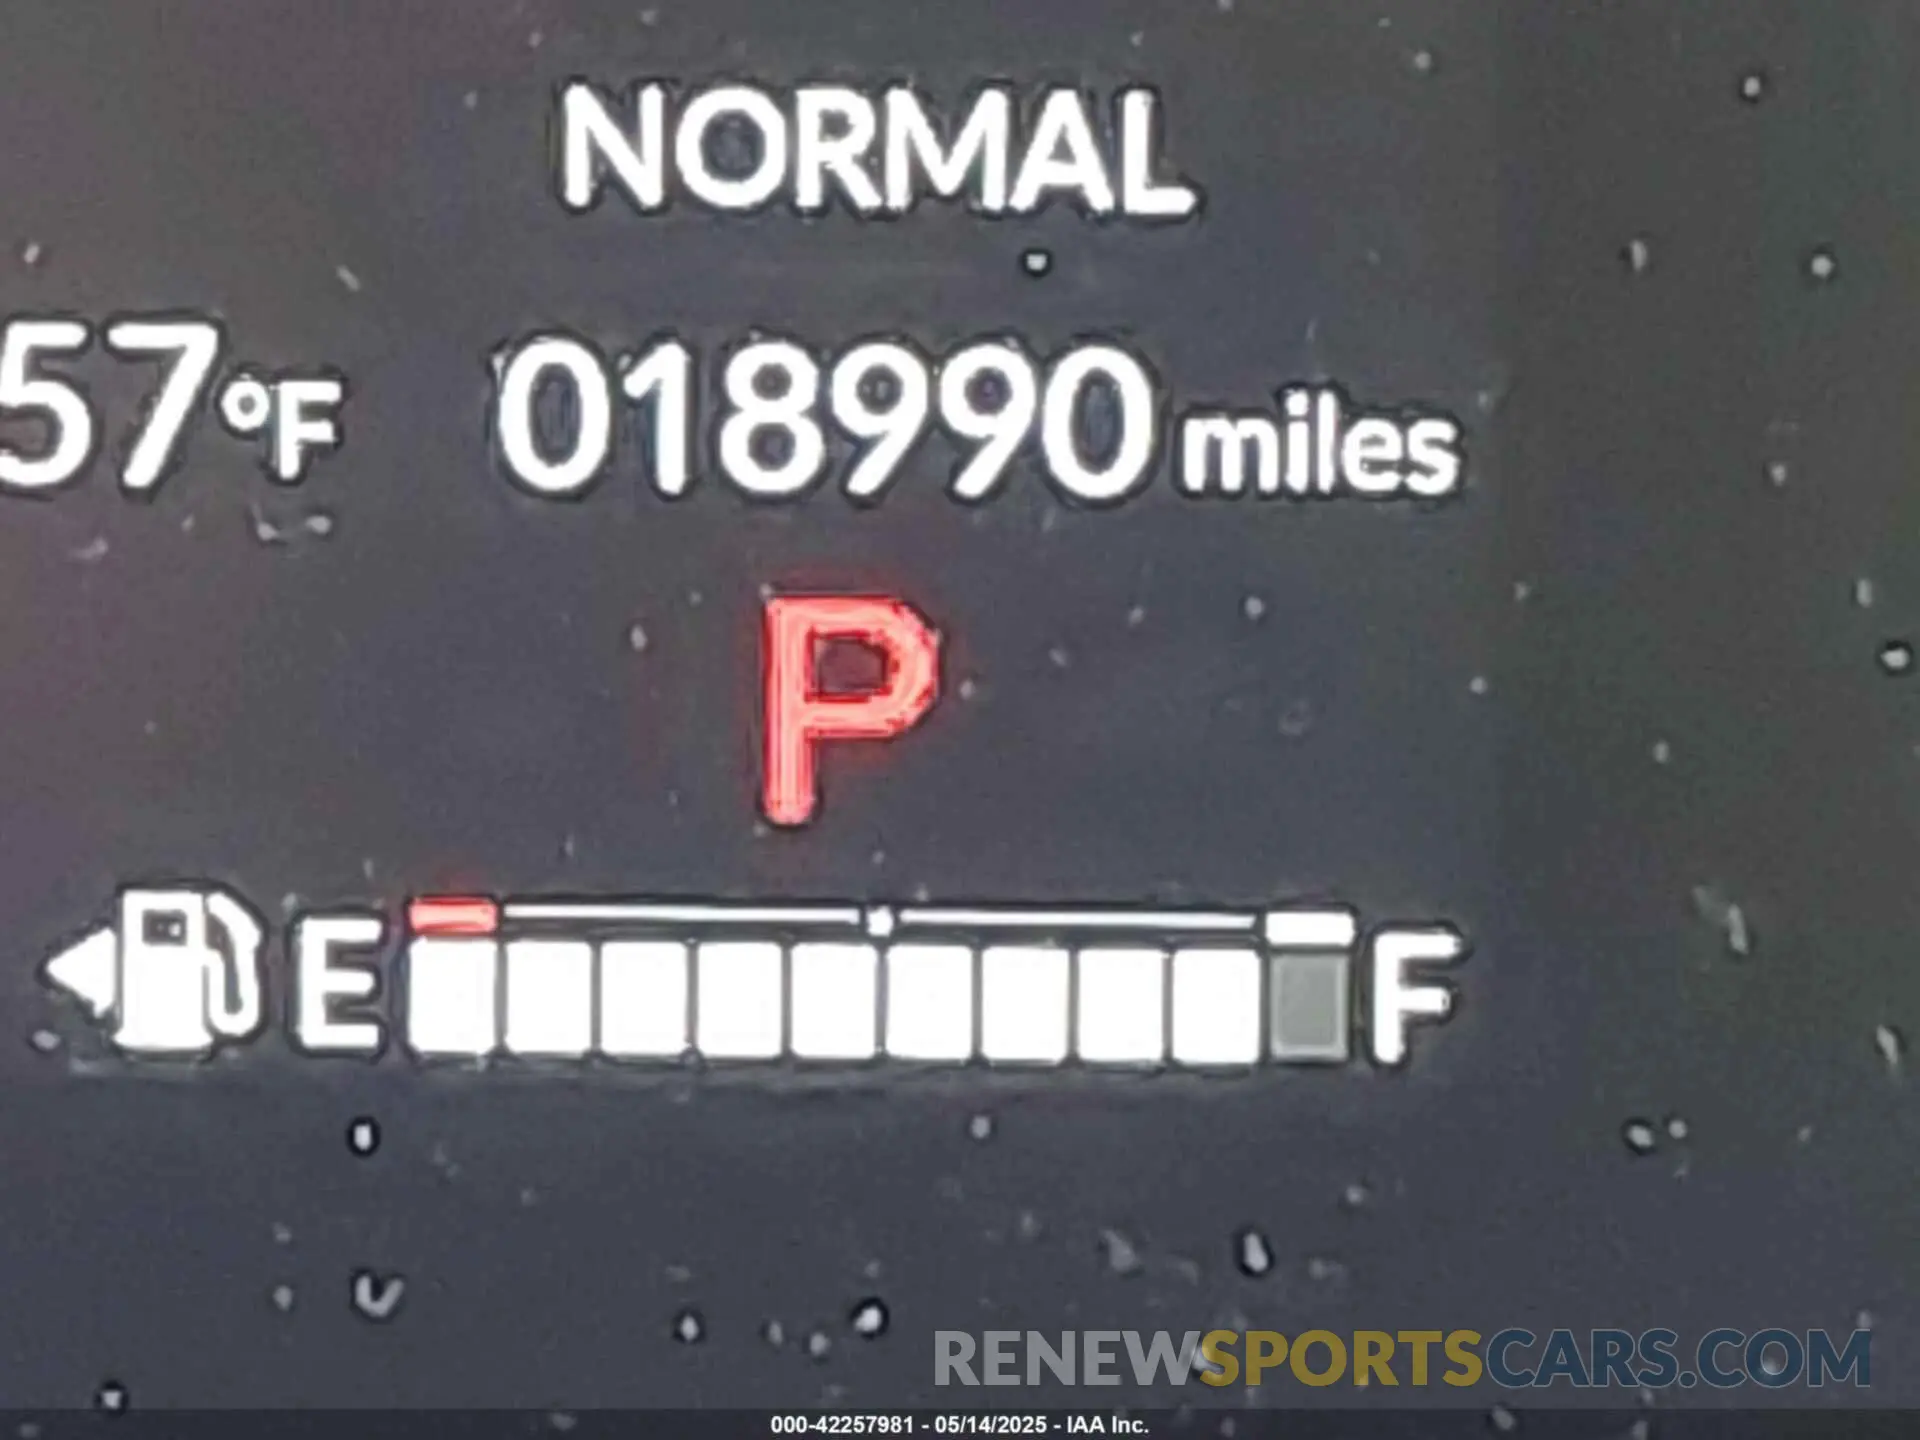 NORMAL
57°F 018990 miles
P
E F
RENEWSPORTSCARS.COM
000-42257981 - 05/14/2025 - IAA Inc.